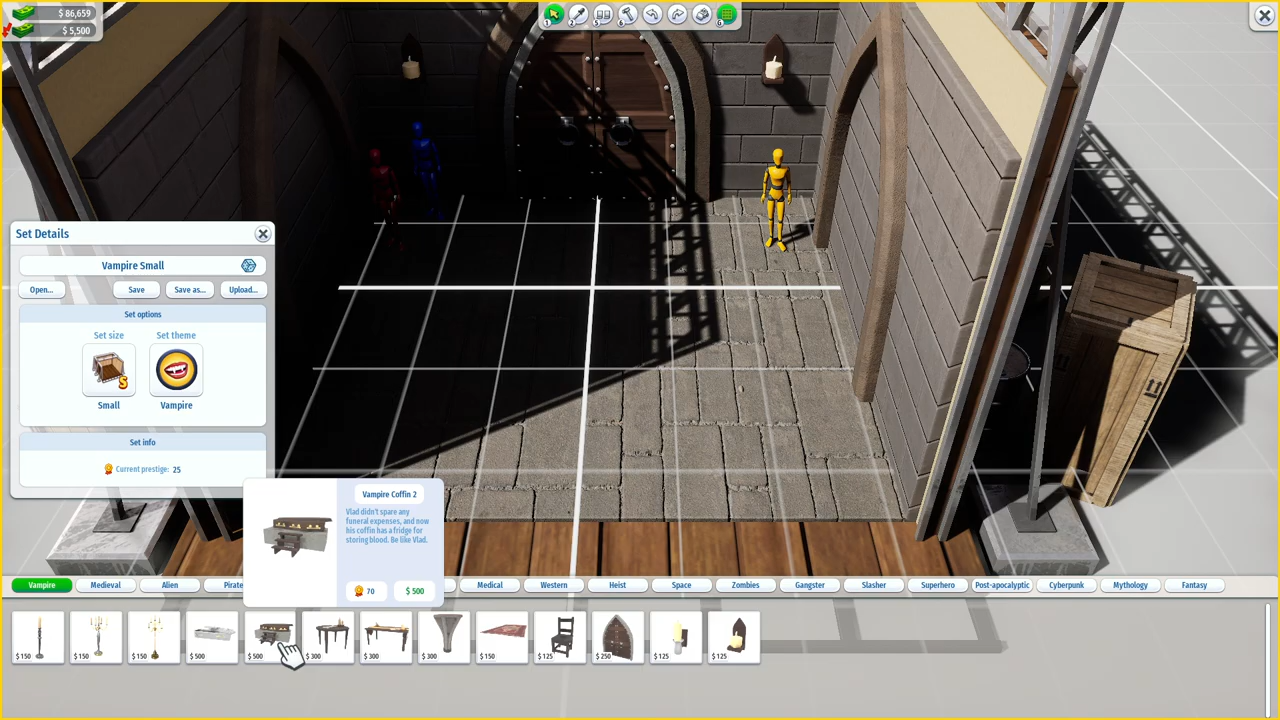 $ 86,659
$ 5,500
1
2
5
6
G
Set Details
Vampire Small
Open...
Save
Save as...
Upload...
Set options
Set size
Set theme
S
Small
Vampire
Set info
Current prestige: 25
Vampire Coffin 2
Vlad didn't spare any
funeral expenses, and now
his coffin has a fridge for
storing blood. Be like Vlad.
70
$ 500
Vampire
Medieval
Alien
Pirate
Medical
Western
Heist
Space
Zombies
Gangster
Slasher
Superhero
Post-apocalyptic
Cyberpunk
Mythology
Fantasy
$ 150
$ 150
$ 150
$ 500
$ 500
$ 300
$ 300
$ 300
$ 150
$ 125
$ 250
$ 125
$ 125